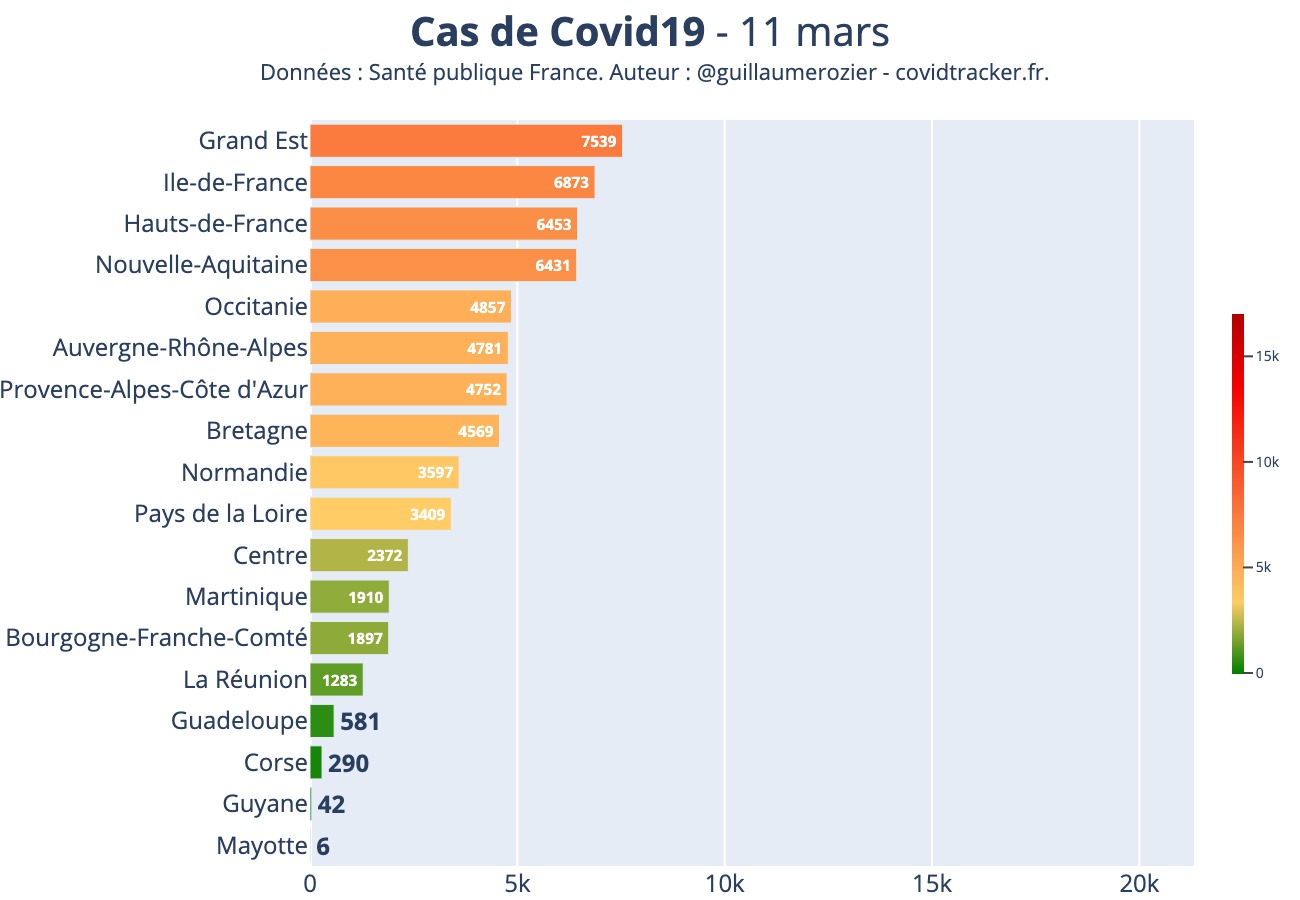 Cas de Covid19 - 11 mars
Données : Santé publique France. Auteur : @guillaumerozier - covidtracker.fr.
Grand Est 7539
Ile-de-France 6873
Hauts-de-France 6453
Nouvelle-Aquitaine 6431
Occitanie 4857
Auvergne-Rhône-Alpes 4781
Provence-Alpes-Côte d'Azur 4752
Bretagne 4569
Normandie 3597
Pays de la Loire 3409
Centre 2372
Martinique 1910
Bourgogne-Franche-Comté 1897
La Réunion 1283
Guadeloupe 581
Corse 290
Guyane 42
Mayotte 6
0 5k 10k 15k 20k
15k
10k
5k
0